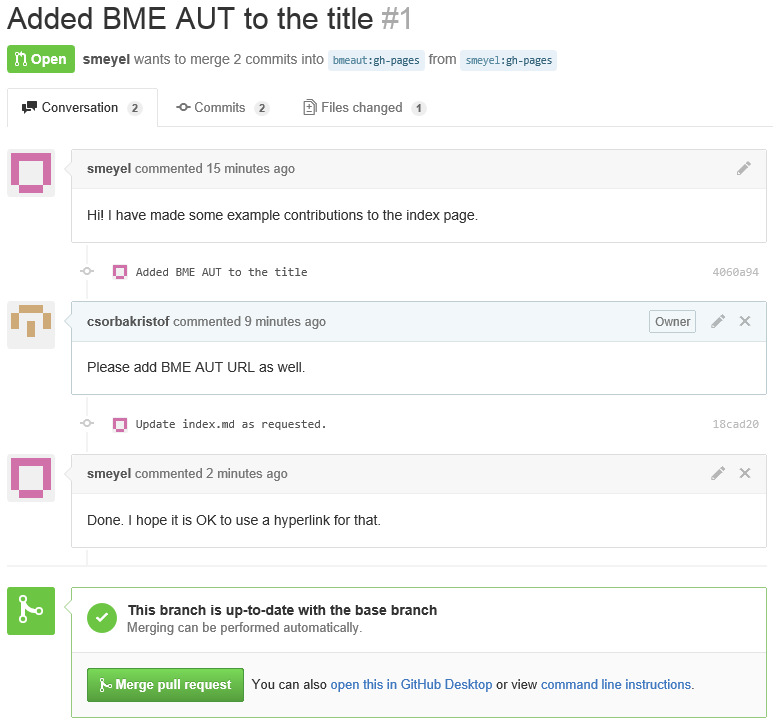 Added BME AUT to the title #1
Open smeyel wants to merge 2 commits into bmeaut:gh-pages from smeyel:gh-pages
Conversation 2 Commits 2 Files changed 1
smeyel commented 15 minutes ago
Hi! I have made some example contributions to the index page.
Added BME AUT to the title 4060a94
csorbakristof commented 9 minutes ago Owner
Please add BME AUT URL as well.
Update index.md as requested. 18cad20
smeyel commented 2 minutes ago
Done. I hope it is OK to use a hyperlink for that.
This branch is up-to-date with the base branch
Merging can be performed automatically.
Merge pull request You can also open this in GitHub Desktop or view command line instructions.